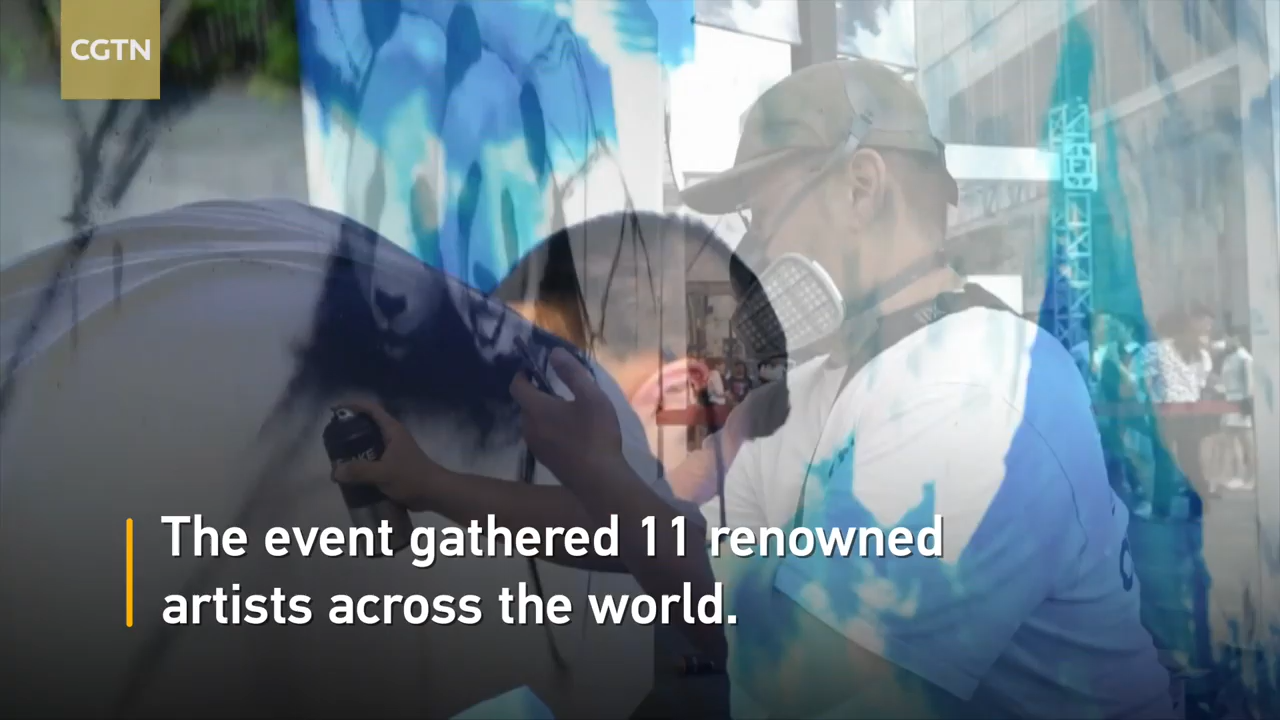 CGTN
The event gathered 11 renowned
artists across the world.